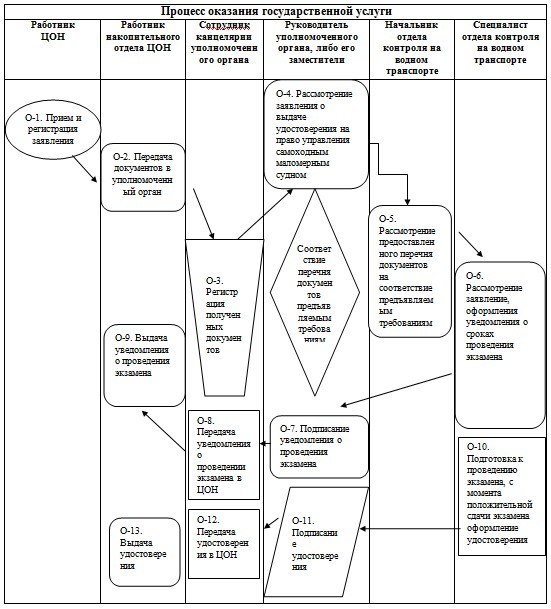 Процесс оказания государственной услуги
Работник
ЦОН
Работник
накопительного
отдела ЦОН
Сотрудник
канцелярии
уполномоченн
ого органа
Руководитель
уполномоченного
органа, либо его
заместители
Начальник
отдела
контроля
на водном
транспорте
Специалист
отдела контроля
на водном
транспорте
О-1. Прием и
регистрация
заявления
О-2. Передача
документов в
уполномочен
ный орган
О-3.
Регистр
ация
получен
ных
докумен
тов
О-4. Рассмотрение
заявления о
выдаче
удостоверения на
право управления
самоходным
маломерным
судном
Соответ
ствие
перечня
докумен
тов
предъяв
ляемым
требова
ниям
О-5.
Рассмотрение
предоставлен
ного перечня
документов
на
соответствие
предъявляем
ым
требованиям
О-6.
Рассмотрение
заявление,
оформления
уведомления о
сроках
проведения
экзамена
О-9. Выдача
уведомления
о проведения
экзамена
О-8.
Передача
уведомления
о
проведении
экзамена в
ЦОН
О-7. Подписание
уведомления о
проведения
экзамена
О-10.
Подготовка к
проведению
экзамена, с
момента
положительной
сдачи экзамена
оформление
удостоверения
О-13.
Выдача
удостовере
ния
О-12.
Передача
удостоверен
ия в ЦОН
О-11.
Подписани
е
удостовере
ния